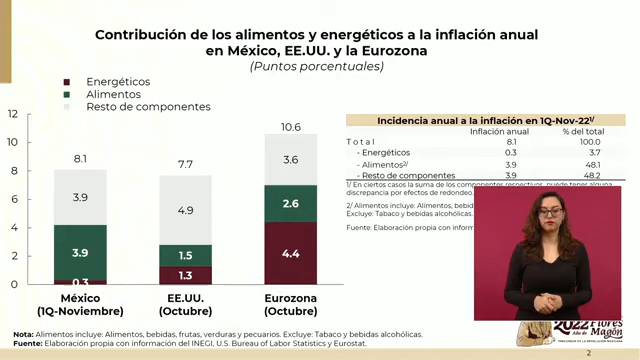 Contribución de los alimentos y energéticos a la inflación anual
en México, EE.UU. y la Eurozona
(Puntos porcentuales)
Energéticos
Alimentos
Resto de componentes
12
10
8
6
4
2
0
8.1
3.9
3.9
0.3
7.7
4.9
1.5
1.3
10.6
3.6
2.6
4.4
México
(1Q-Noviembre)
EE.UU.
(Octubre)
Eurozona
(Octubre)
Incidencia anual a la inflación en 1Q-Nov-22 1/
Inflación anual % del total
Total 8.1 100.0
- Energéticos 0.3 3.7
- Alimentos 2/ 3.9 48.1
- Resto de componentes 3.9 48.2
1/ En ciertos casos la suma de los componentes respectivos, puede tener alguna
discrepancia por efectos de redondeo.
2/ Alimentos incluye: Alimentos,
Excluye: Tabaco y bebidas alcohólicas.
Fuente: Elaboración propia con
Nota: Alimentos incluye: Alimentos, bebidas, frutas, verduras y pecuarios. Excluye: Tabaco y bebidas alcohólicas.
Fuente: Elaboración propia con información del INEGI, U.S. Bureau of Labor Statistics y Eurostat.
2022 Flores
Año de Magón
2